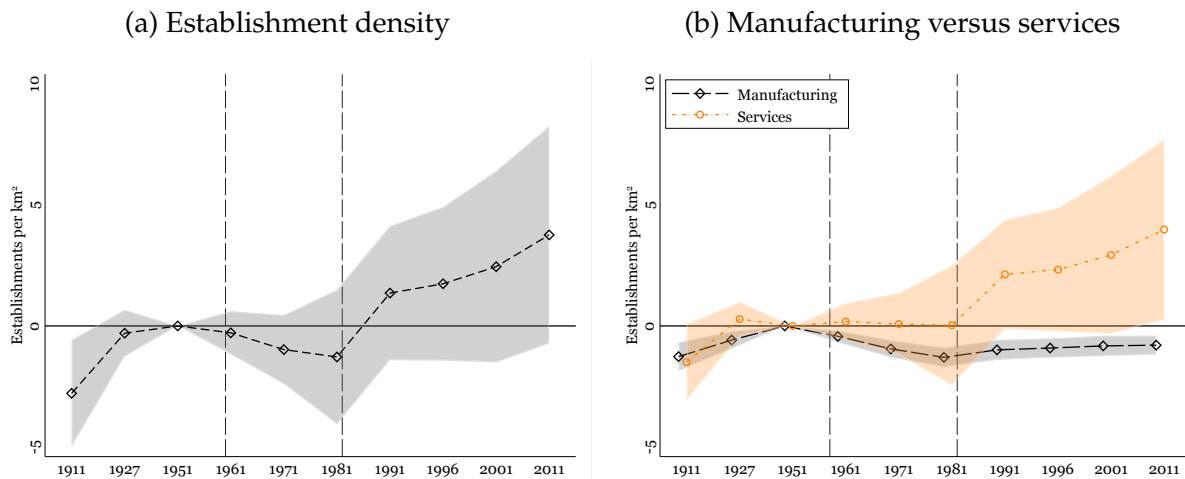 (a) Establishment density
Establishments per km²
10
5
0
-5
1911 1927 1951 1961 1971 1981 1991 1996 2001 2011
(b) Manufacturing versus services
Manufacturing
Services
Establishments per km²
10
5
0
-5
1911 1927 1951 1961 1971 1981 1991 1996 2001 2011